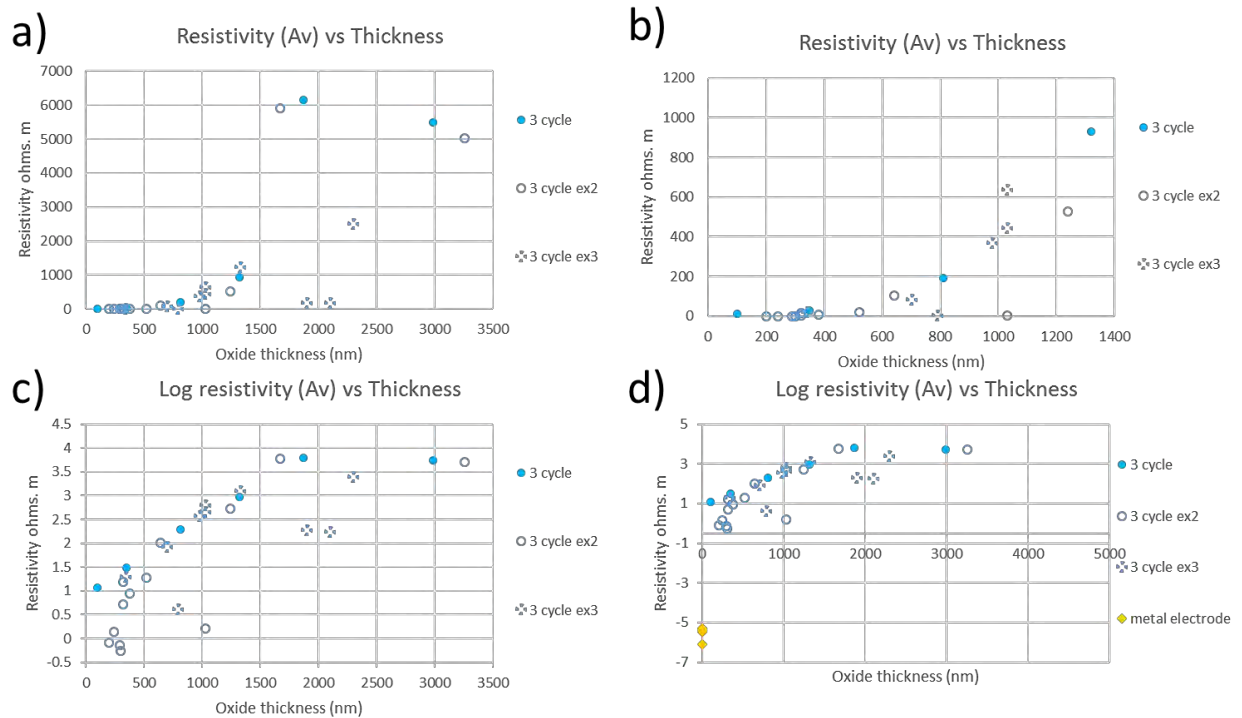 a)
Resistivity (Av) vs Thickness
7000
6000
5000
4000
3000
2000
1000
0
0 500 1000 1500 2000 2500 3000 3500
Resistivity ohms. m
Oxide thickness (nm)
3 cycle
3 cycle ex2
3 cycle ex3
b)
Resistivity (Av) vs Thickness
1200
1000
800
600
400
200
0
0 200 400 600 800 1000 1200 1400
Resistivity ohms. m
Oxide thickness (nm)
3 cycle
3 cycle ex2
3 cycle ex3
c)
Log resistivity (Av) vs Thickness
4.5
4
3.5
3
2.5
2
1.5
1
0.5
0
-0.5
0 500 1000 1500 2000 2500 3000 3500
Resistivity ohms. m
Oxide thickness (nm)
3 cycle
3 cycle ex2
3 cycle ex3
d)
Log resistivity (Av) vs Thickness
5
3
1
-1
-3
-5
-7
0 1000 2000 3000 4000 5000
Resistivity ohms. m
Oxide thickness (nm)
3 cycle
3 cycle ex2
3 cycle ex3
metal electrode